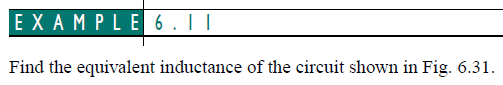 EXAMPLE 6.11
Find the equivalent inductance of the circuit shown in Fig. 6.31.